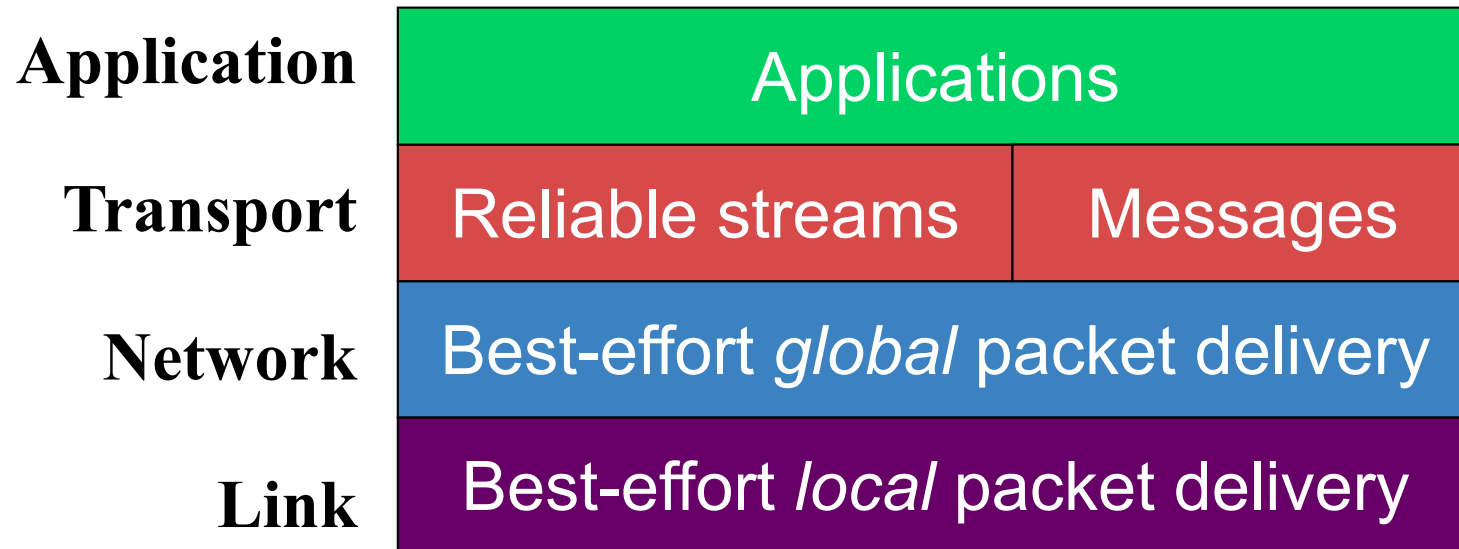 Application
Applications
Transport
Reliable streams
Messages
Network
Best-effort global packet delivery
Link
Best-effort local packet delivery